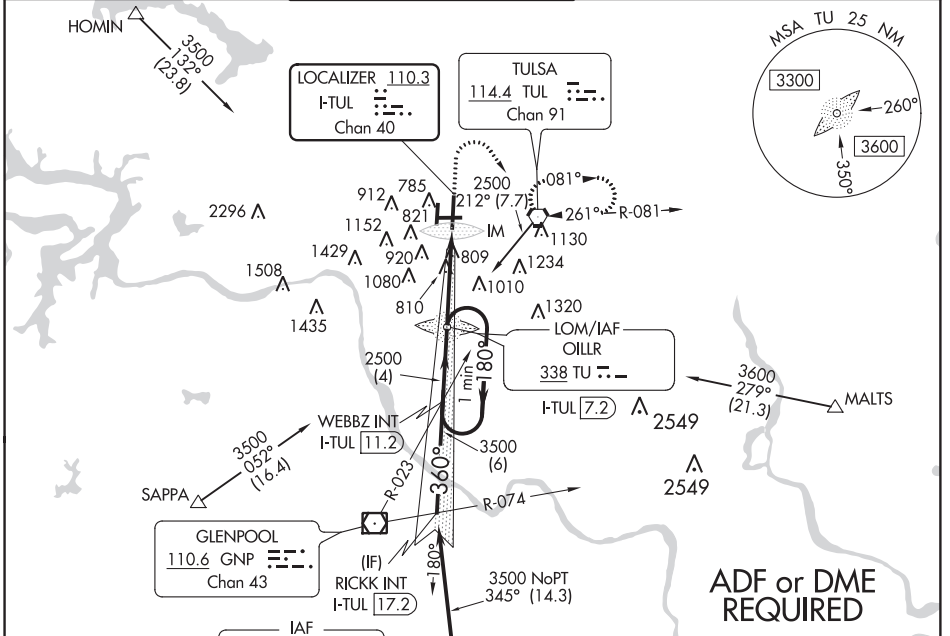 HOMIN
3500
132°
(23.8)
LOCALIZER 110.3
I-TUL
Chan 40
TULSA
114.4 TUL
Chan 91
MSA TU 25 NM
3300
260°
3600
350°
2296
912
785
821
1152
1429
920
1080
1508
1435
810
809
IM
2500
212° (7.7)
081°
261°
R-081
1130
1234
1010
1320
LOM/IAF
OILLR
338 TU
I-TUL 7.2
2549
2549
3600
279°
(21.3)
MALTS
2500
(4)
1 min
180°
WEBBZ INT
I-TUL 11.2
3500
(6)
360°
R-023
R-074
3500
052°
(16.4)
SAPPA
GLENPOOL
110.6 GNP
Chan 43
(IF)
RICKK INT
I-TUL 17.2
180°
3500 NoPT
345° (14.3)
ADF or DME
REQUIRED
IAF